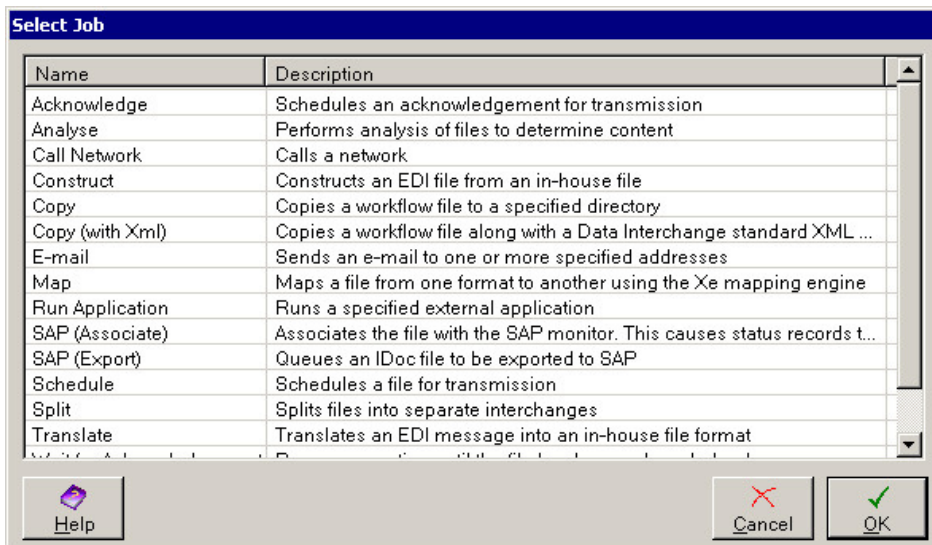 Select Job
Name Description
Acknowledge Schedules an acknowledgement for transmission
Analyse Performs analysis of files to determine content
Call Network Calls a network
Construct Constructs an EDI file from an in-house file
Copy Copies a workflow file to a specified directory
Copy (with Xml) Copies a workflow file along with a Data Interchange standard XML ...
E-mail Sends an e-mail to one or more specified addresses
Map Maps a file from one format to another using the Xe mapping engine
Run Application Runs a specified external application
SAP (Associate) Associates the file with the SAP monitor. This causes status records t...
SAP (Export) Queues an IDoc file to be exported to SAP
Schedule Schedules a file for transmission
Split Splits files into separate interchanges
Translate Translates an EDI message into an in-house file format
Help Cancel OK